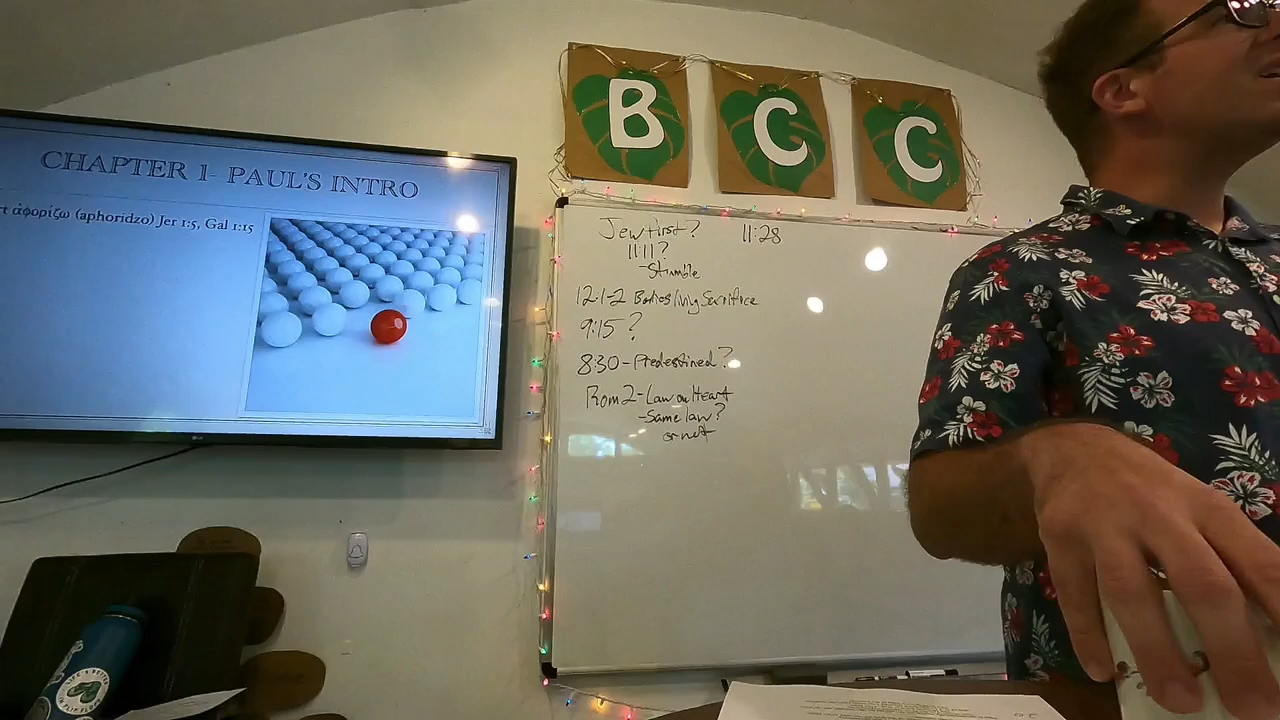 CHAPTER 1- PAUL'S INTRO
ἀφορίζω (aphoridzo) Jer 1:5, Gal 1:15
LG
B C C
Jew first? 11:28
11:11?
-Stumble
12:1-2 Bodies living Sacrifice
9:15?
8:30-Predestined?
Rom 2-Law on Heart
-Same law?
or not